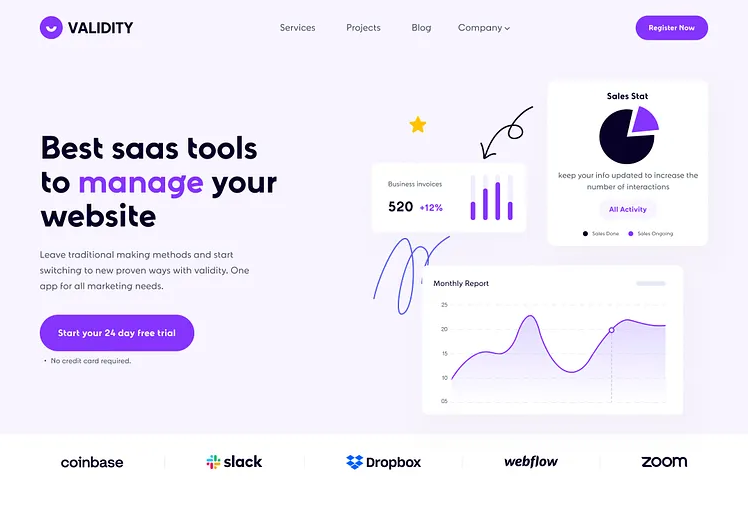 VALIDITY
Services
Projects
Blog
Company
Register Now
Best saas tools
to manage your
website
Leave traditional making methods and start
switching to new proven ways with validity. One
app for all marketing needs.
Start your 24 day free trial
• No credit card required.
Business invoices
520 +12%
Sales Stat
keep your info updated to increase the
number of interactions
All Activity
Sales Done
Sales Ongoing
Monthly Report
25
20
15
10
05
coinbase
slack
Dropbox
webflow
zoom